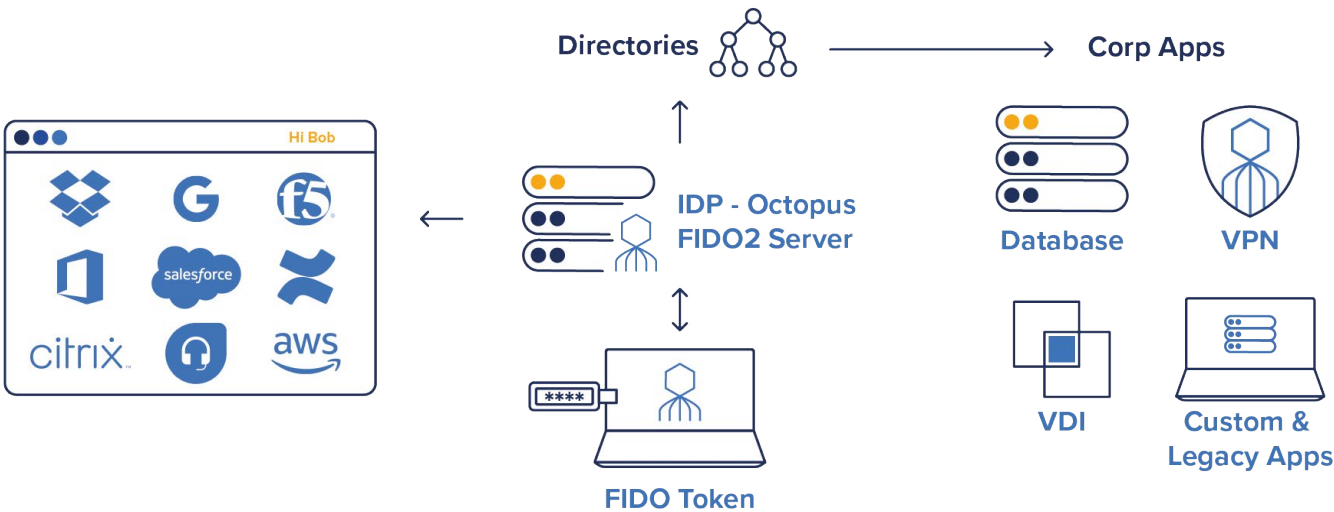 Directories
Corp Apps
Hi Bob
G
f5
salesforce
citrix
aws
IDP - Octopus
FIDO2 Server
****
FIDO Token
Database
VPN
VDI
Custom &
Legacy Apps